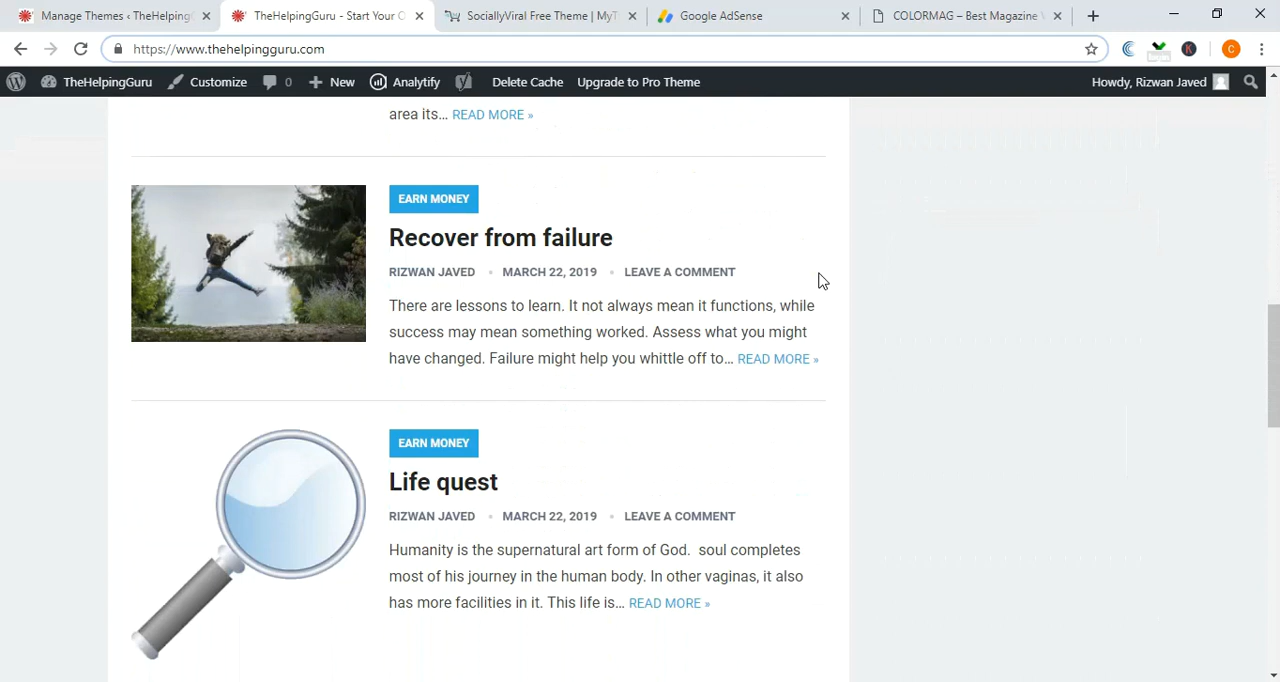 Manage Themes ‹ TheHelping
TheHelpingGuru - Start Your C
SociallyViral Free Theme | MyT
Google AdSense
COLORMAG – Best Magazine
https://www.thehelpingguru.com
C
TheHelpingGuru Customize 0 New Analytify Delete Cache Upgrade to Pro Theme Howdy, Rizwan Javed
area its... READ MORE »
EARN MONEY
Recover from failure
RIZWAN JAVED • MARCH 22, 2019 • LEAVE A COMMENT
There are lessons to learn. It not always mean it functions, while
success may mean something worked. Assess what you might
have changed. Failure might help you whittle off to... READ MORE »
EARN MONEY
Life quest
RIZWAN JAVED • MARCH 22, 2019 • LEAVE A COMMENT
Humanity is the supernatural art form of God. soul completes
most of his journey in the human body. In other vaginas, it also
has more facilities in it. This life is... READ MORE »